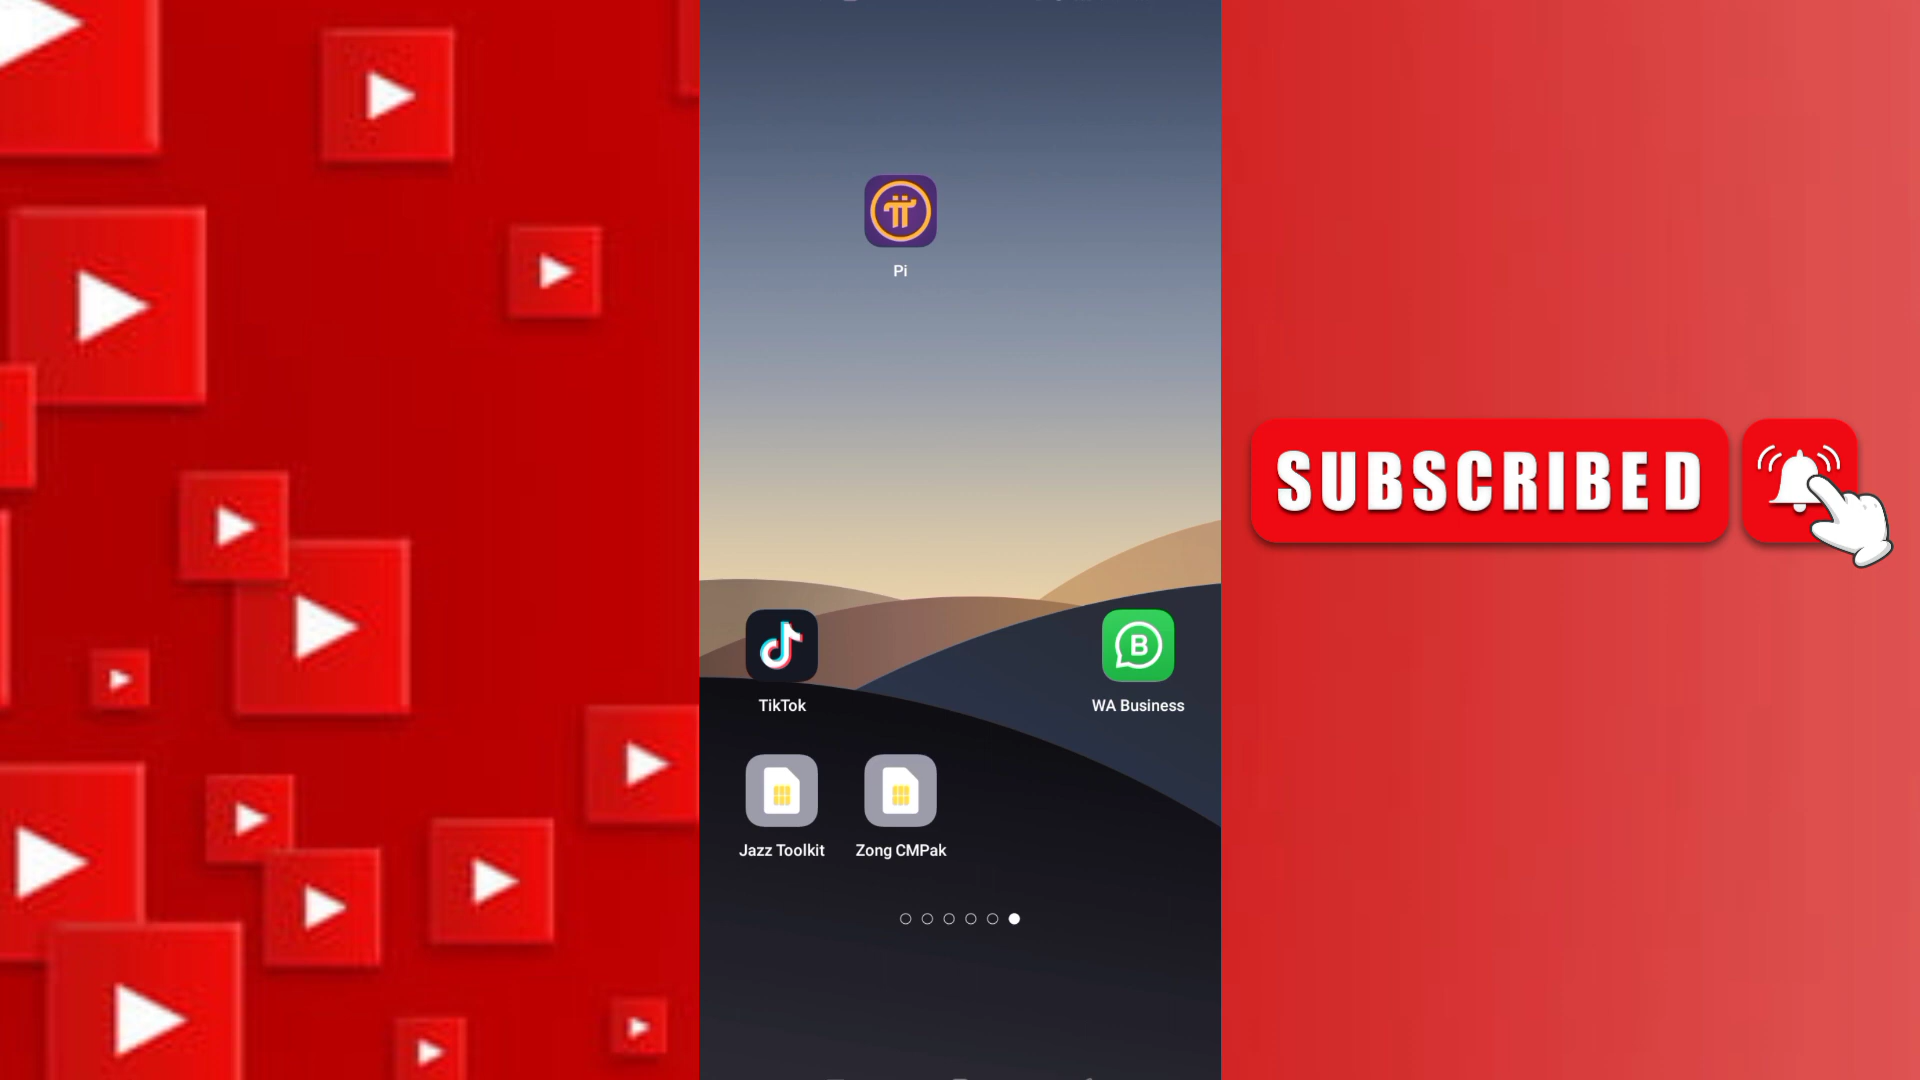 Pi
SUBSCRIBED
TikTok
WA Business
Jazz Toolkit
Zong CMPak